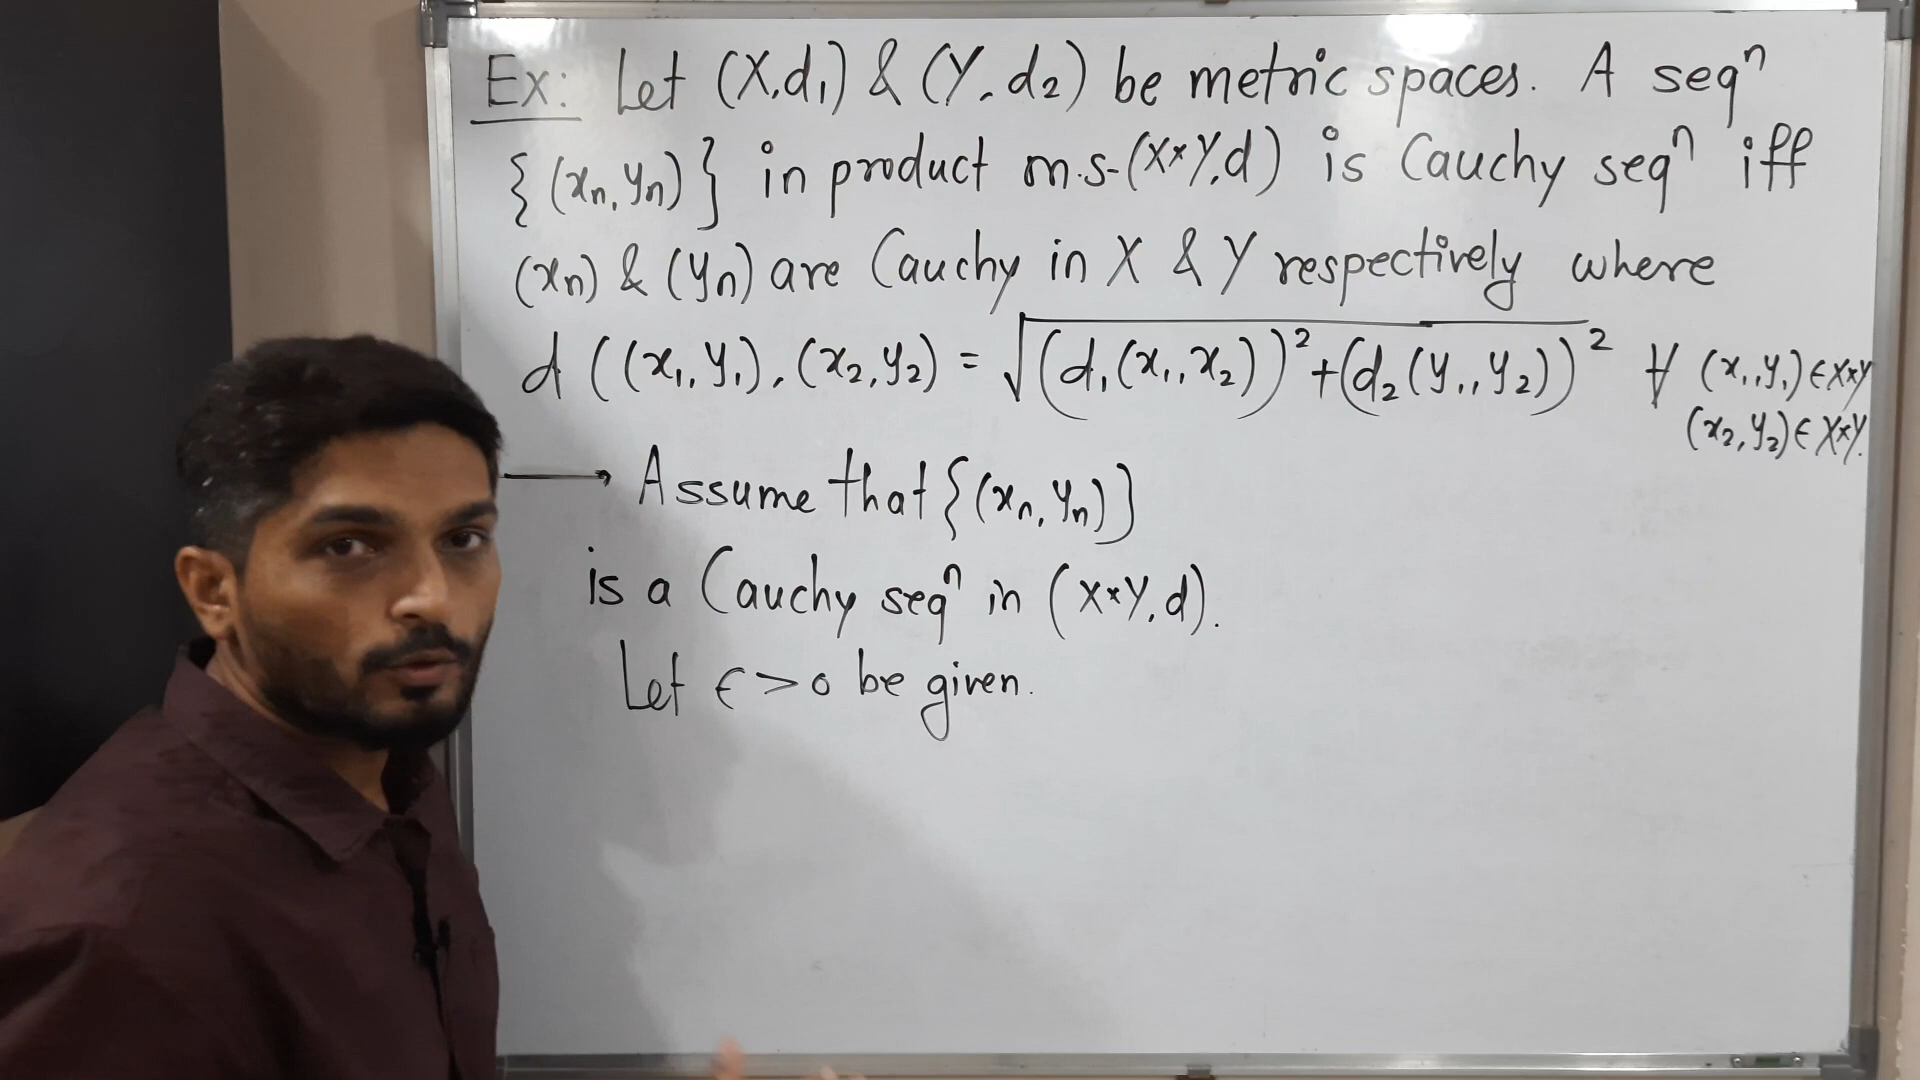 Ex: Let (X, d₁) & (Y, d₂) be metric spaces. A seqⁿ
{(xₙ, yₙ)} in product m.s. (X×Y, d) is Cauchy seqⁿ iff
(xₙ) & (yₙ) are Cauchy in X & Y respectively where
d((x₁, y₁), (x₂, y₂) = √(d₁(x₁, x₂))² + (d₂(y₁, y₂))² ∀ (x₁, y₁) ∈ X×Y
(x₂, y₂) ∈ X×Y.
→ Assume that {(xₙ, yₙ)}
is a Cauchy seqⁿ in (X×Y, d).
Let ϵ > 0 be given.